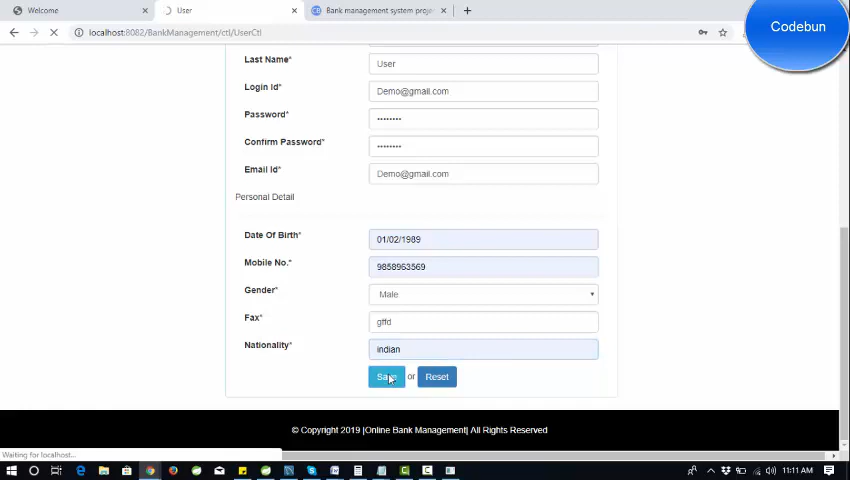 Welcome
User
Bank management system proje
Codebun
localhost:8080/BankManagement/ctl/UserCtl
Last Name*
User
Login Id*
Demo@gmail.com
Password*
••••••••
Confirm Password*
••••••••
Email Id*
Demo@gmail.com
Personal Detail
Date Of Birth*
01/02/1989
Mobile No.*
9858963569
Gender*
Male
Fax*
gffd
Nationality*
indian
Save or Reset
© Copyright 2019 |Online Bank Management| All Rights Reserved
Waiting for localhost...
11:11 AM